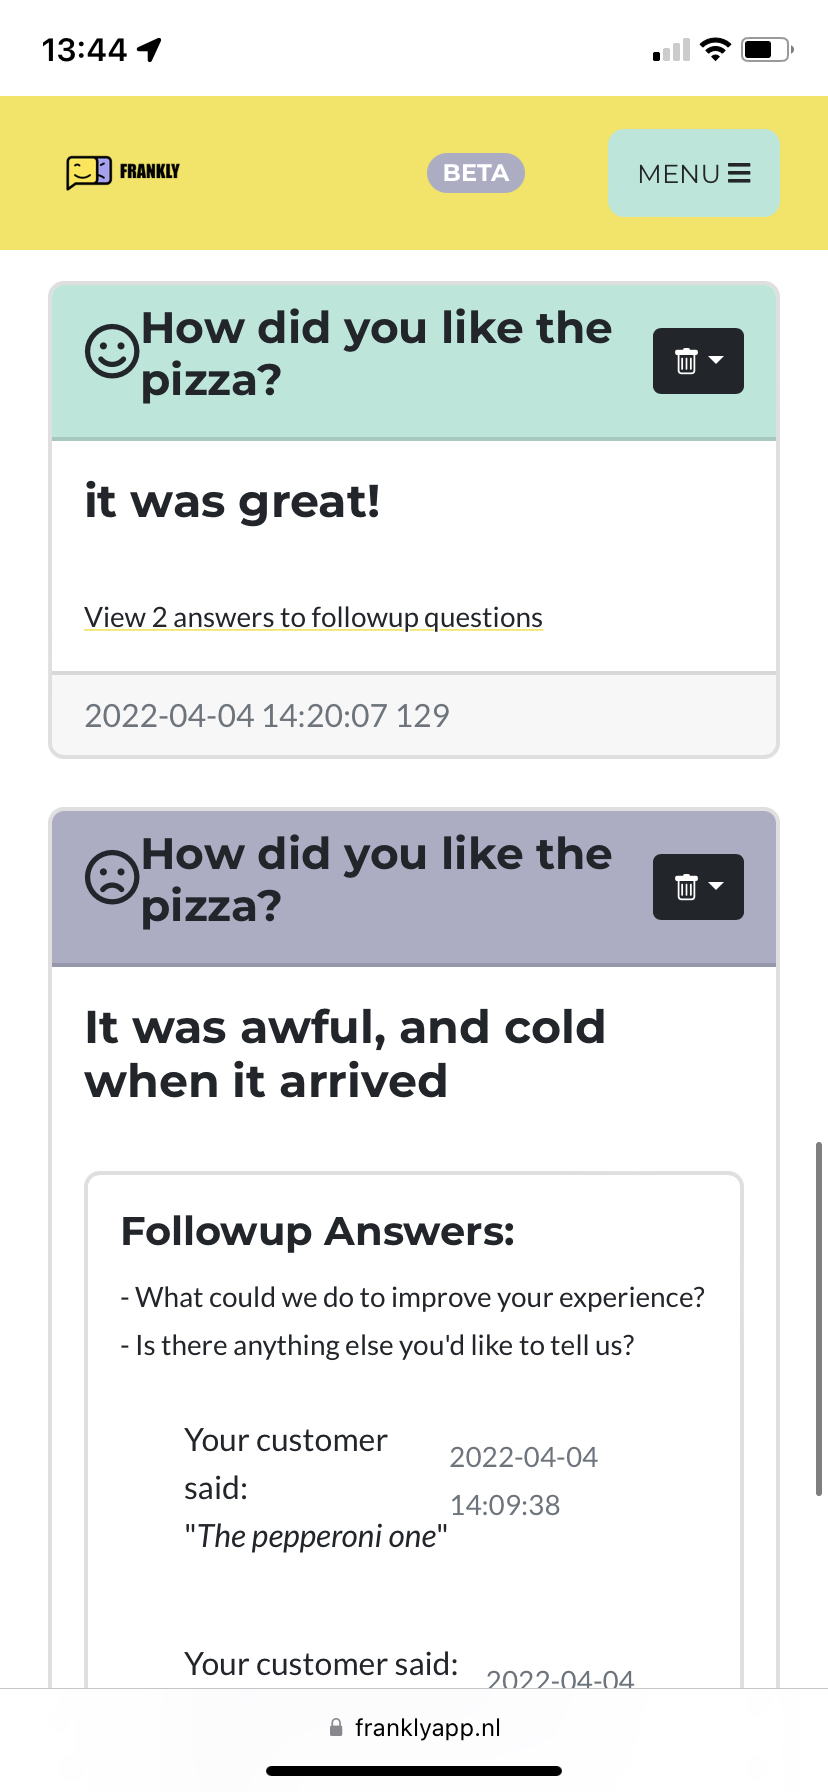 13:44
FRANKLY
BETA
MENU
How did you like the
pizza?
it was great!
View 2 answers to followup questions
2022-04-04 14:20:07 129
How did you like the
pizza?
It was awful, and cold
when it arrived
Followup Answers:
- What could we do to improve your experience?
- Is there anything else you'd like to tell us?
Your customer
said:
"The pepperoni one"
2022-04-04
14:09:38
Your customer said:
2022-04-04
franklyapp.nl